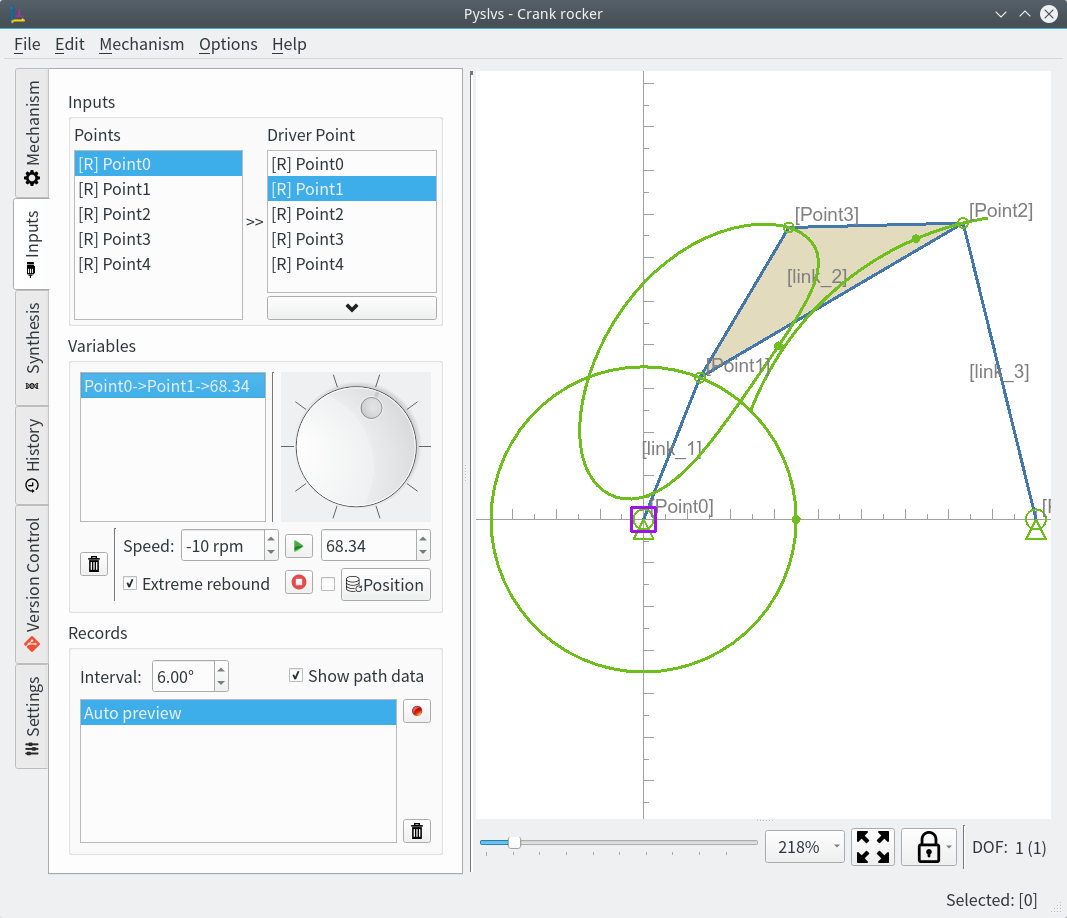 Pyslvs - Crank rocker
File Edit Mechanism Options Help
Mechanism
Inputs
Synthesis
History
Version Control
Settings
Inputs
Points
Driver Point
[R] Point0
[R] Point1
[R] Point2
[R] Point3
[R] Point4
>>
[R] Point0
[R] Point1
[R] Point2
[R] Point3
[R] Point4
Variables
Point0->Point1->68.34
Speed: -10 rpm
68.34
Extreme rebound
Position
Records
Interval: 6.00°
Show path data
Auto preview
[Point3]
[Point2]
[link_2]
[Point1]
[link_3]
[link_1]
[Point0]
218%
DOF: 1 (1)
Selected: [0]